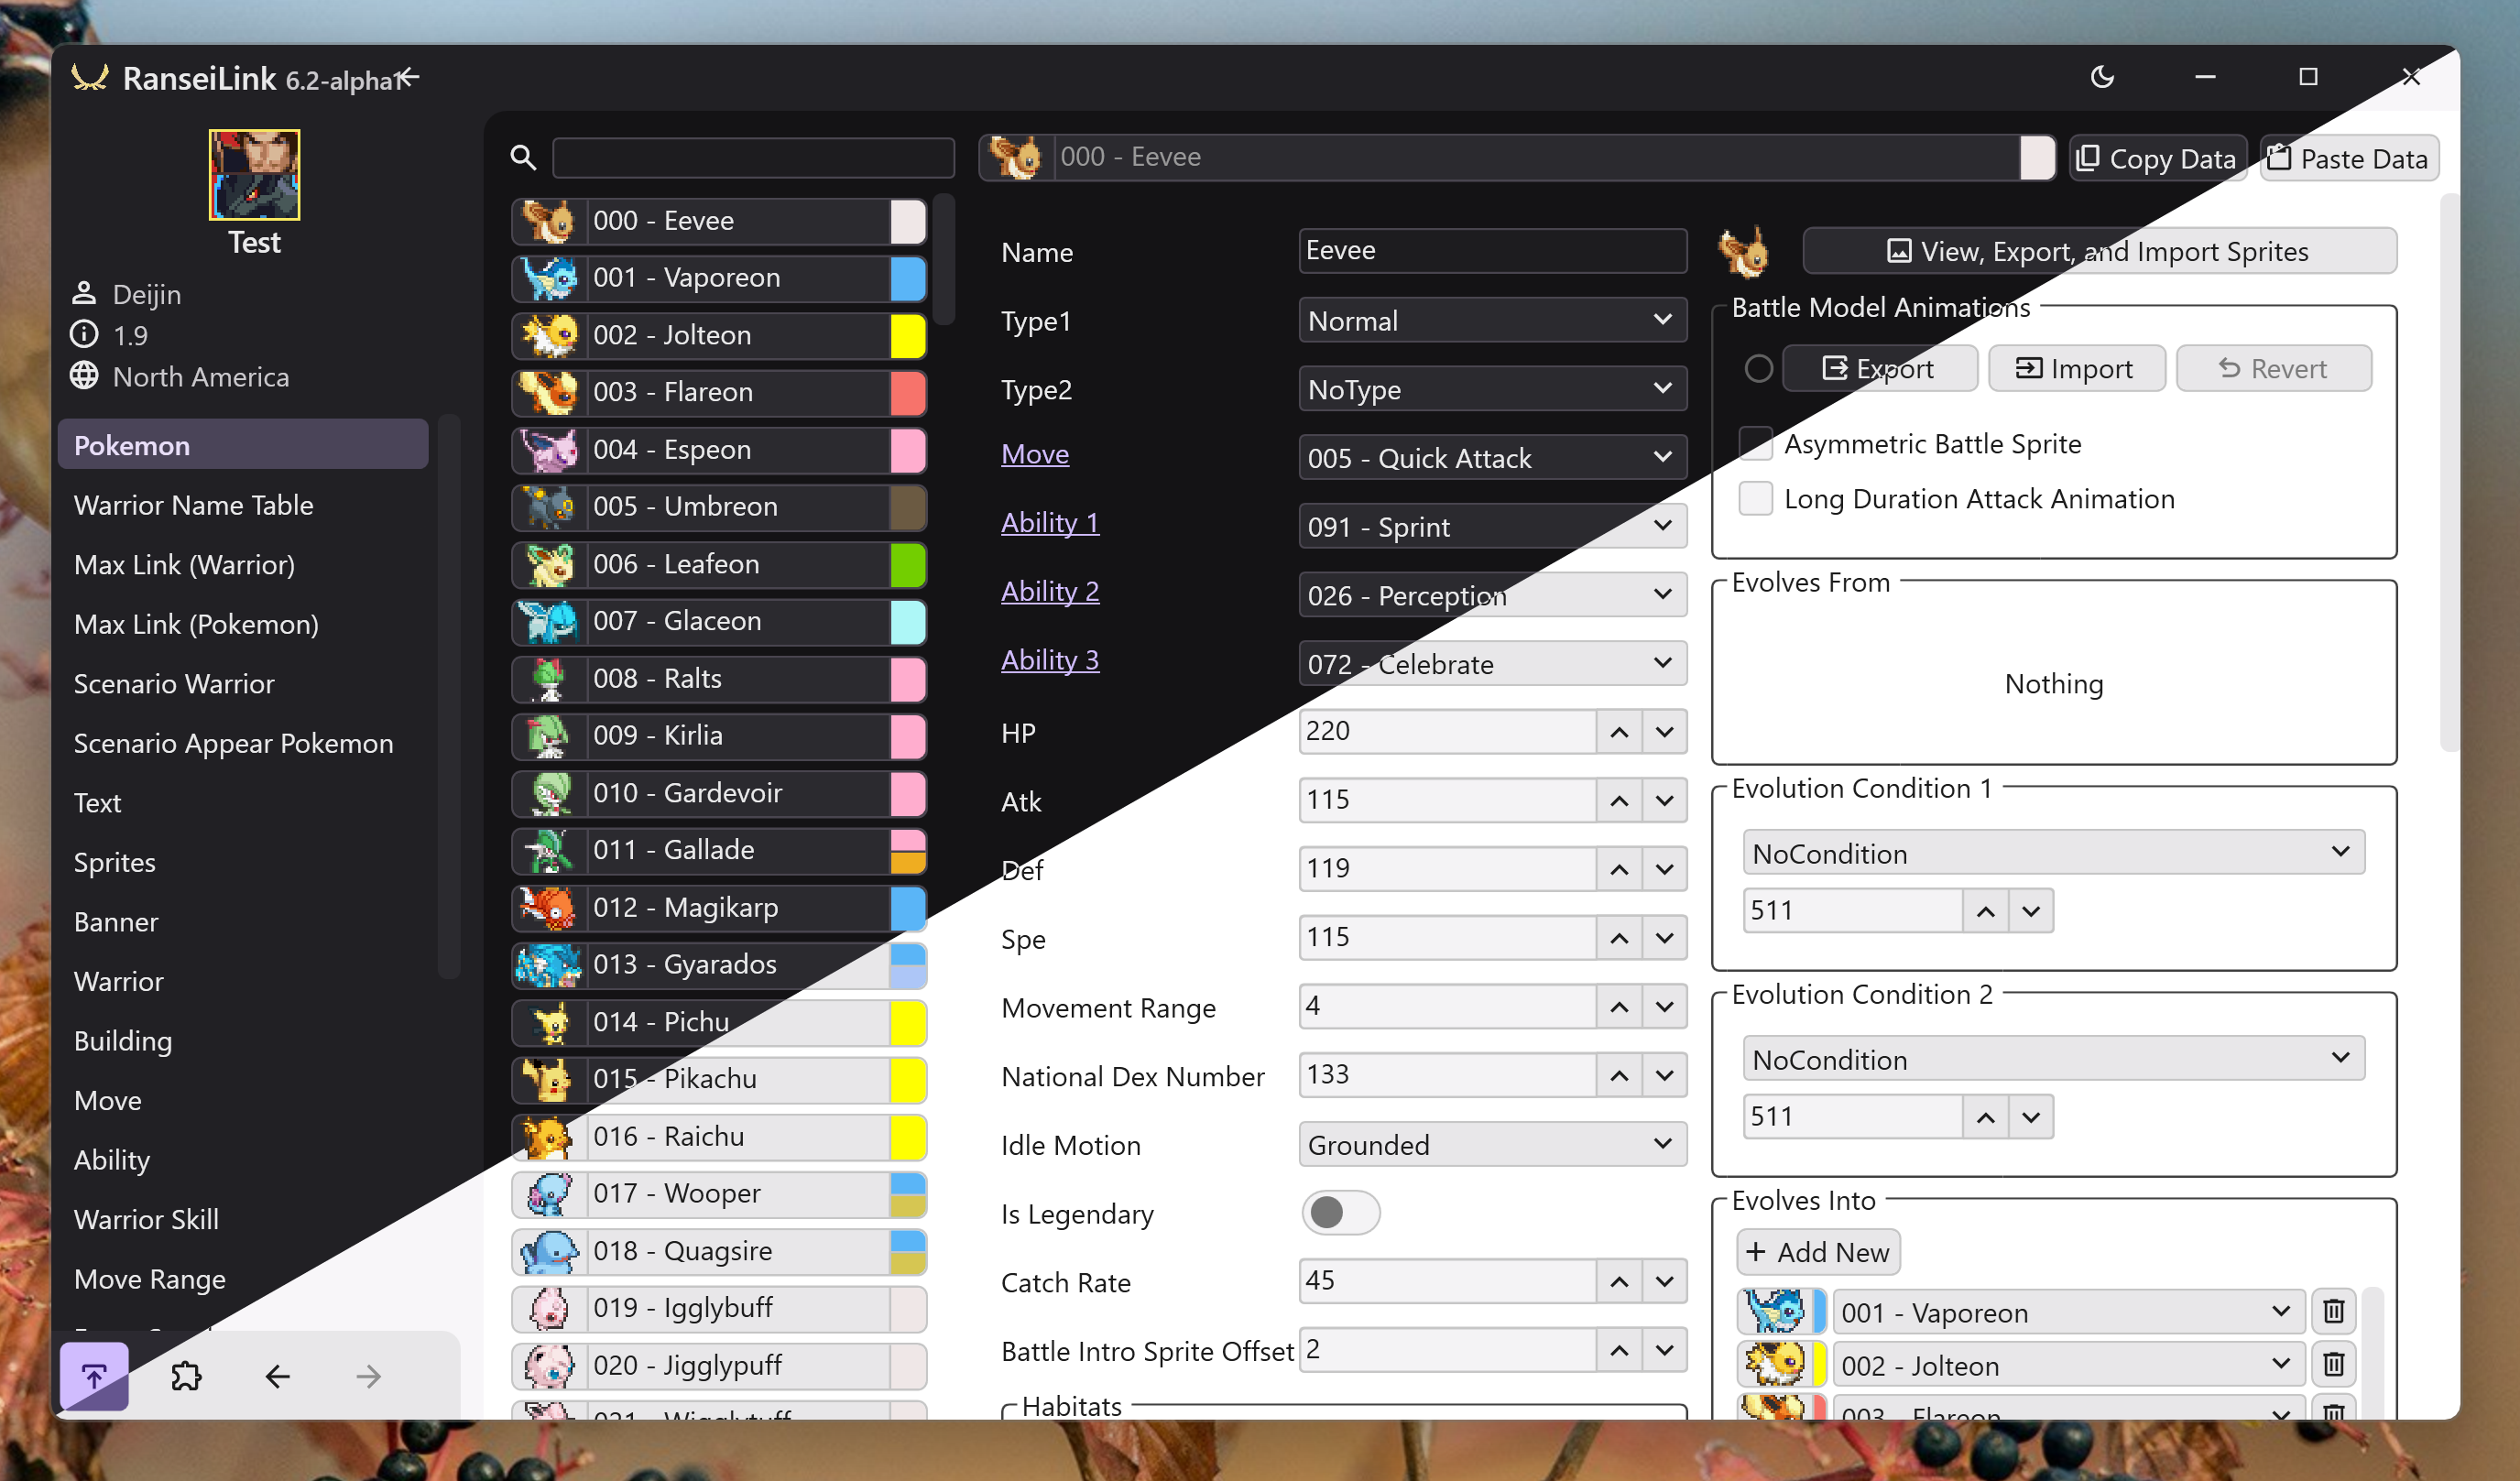 RanseiLink 6.2-alpha1
Test
Deijin
1.9
North America
Pokemon
Warrior Name Table
Max Link (Warrior)
Max Link (Pokemon)
Scenario Warrior
Scenario Appear Pokemon
Text
Sprites
Banner
Warrior
Building
Move
Ability
Warrior Skill
Move Range
000 - Eevee
001 - Vaporeon
002 - Jolteon
003 - Flareon
004 - Espeon
005 - Umbreon
006 - Leafeon
007 - Glaceon
008 - Ralts
009 - Kirlia
010 - Gardevoir
011 - Gallade
012 - Magikarp
013 - Gyarados
014 - Pichu
015 - Pikachu
016 - Raichu
017 - Wooper
018 - Quagsire
019 - Igglybuff
020 - Jigglypuff
021 - Wigglytuff
000 - Eevee
Copy Data
Paste Data
Name Eevee
Type1 Normal
Type2 NoType
Move 005 - Quick Attack
Ability 1 091 - Sprint
Ability 2 026 - Perception
Ability 3 072 - Celebrate
HP 220
Atk 115
Def 119
Spe 115
Movement Range 4
National Dex Number 133
Idle Motion Grounded
Is Legendary
Catch Rate 45
Battle Intro Sprite Offset 2
Habitats
View, Export, and Import Sprites
Battle Model Animations
Export Import Revert
Asymmetric Battle Sprite
Long Duration Attack Animation
Evolves From
Nothing
Evolution Condition 1
NoCondition
511
Evolution Condition 2
NoCondition
511
Evolves Into
Add New
001 - Vaporeon
002 - Jolteon
003 - Flareon